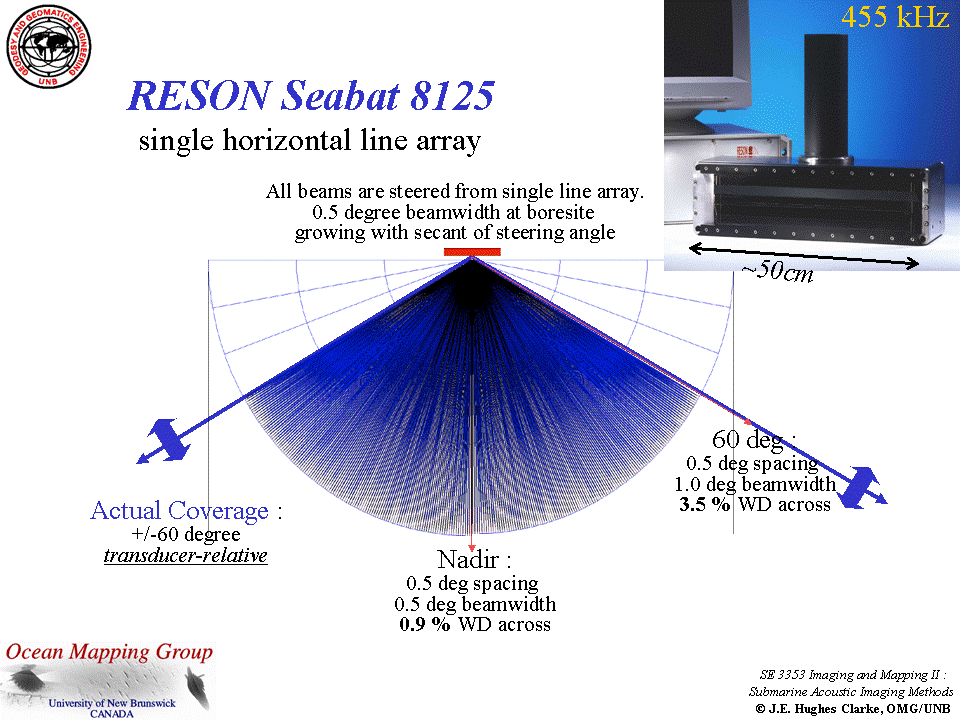 GEODESY AND GEOMATICS ENGINEERING
UNB
455 kHz
RESON Seabat 8125
single horizontal line array
RESON
All beams are steered from single line array.
0.5 degree beamwidth at boresite
growing with secant of steering angle
~50cm
60 deg :
0.5 deg spacing
1.0 deg beamwidth
3.5 % WD across
Actual Coverage :
+/-60 degree
transducer-relative
Nadir :
0.5 deg spacing
0.5 deg beamwidth
0.9 % WD across
Ocean Mapping Group
University of New Brunswick
CANADA
SE 3353 Imaging and Mapping II :
Submarine Acoustic Imaging Methods
© J.E. Hughes Clarke, OMG/UNB